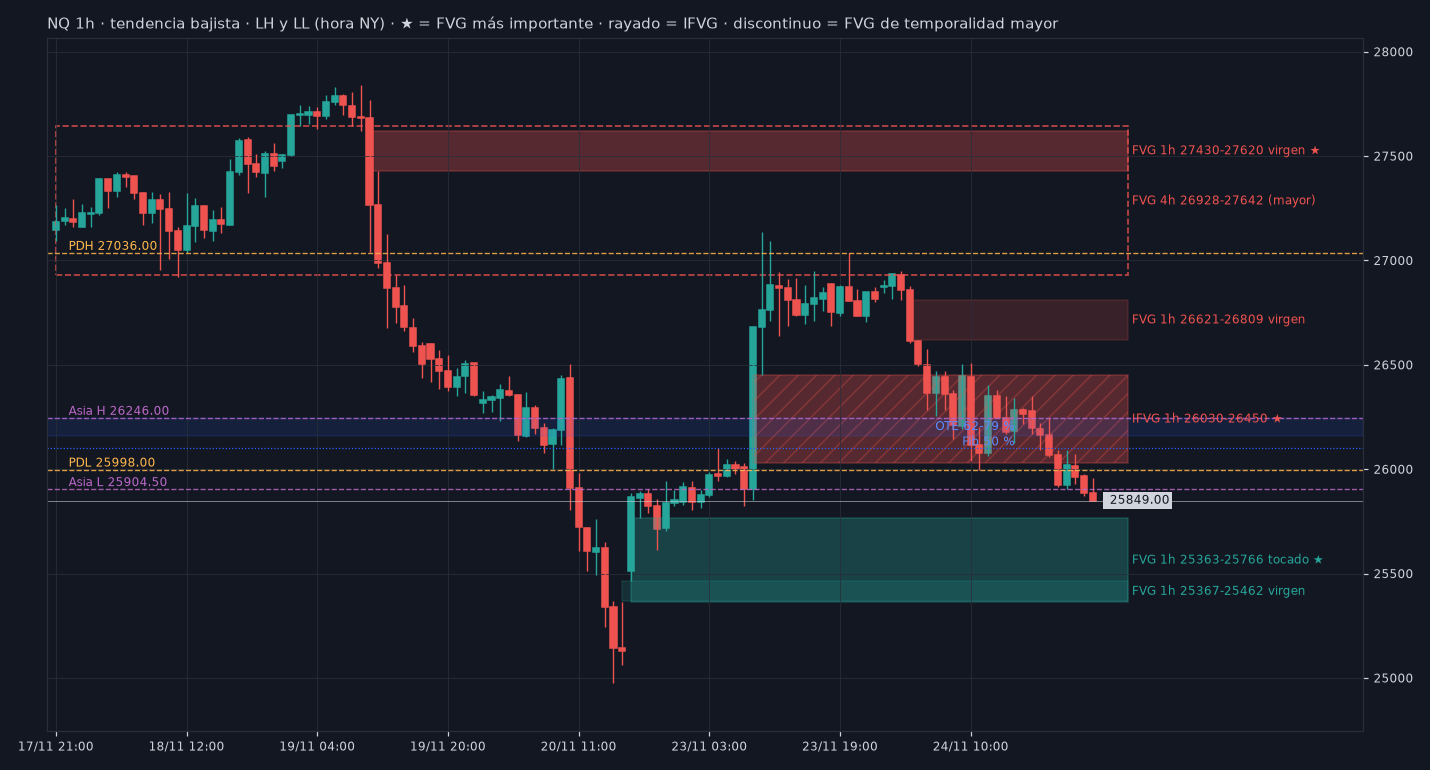 NQ 1h · tendencia bajista · LH y LL (hora NY) · ★ = FVG más importante · rayado = IFVG · discontinuo = FVG de temporalidad mayor
28000
FVG 1h 27430-27620 virgen ★
27500
FVG 4h 26928-27642 (mayor)
PDH 27036.00
27000
FVG 1h 26621-26809 virgen
26500
Asia H 26246.00
IFVG 1h 26030-26450 ★
OTE 62-79 %
Fib 50 %
PDL 25998.00
26000
Asia L 25904.50
25849.00
FVG 1h 25363-25766 tocado ★
25500
FVG 1h 25367-25462 virgen
25000
17/11 21:00 18/11 12:00 19/11 04:00 19/11 20:00 20/11 11:00 23/11 03:00 23/11 19:00 24/11 10:00